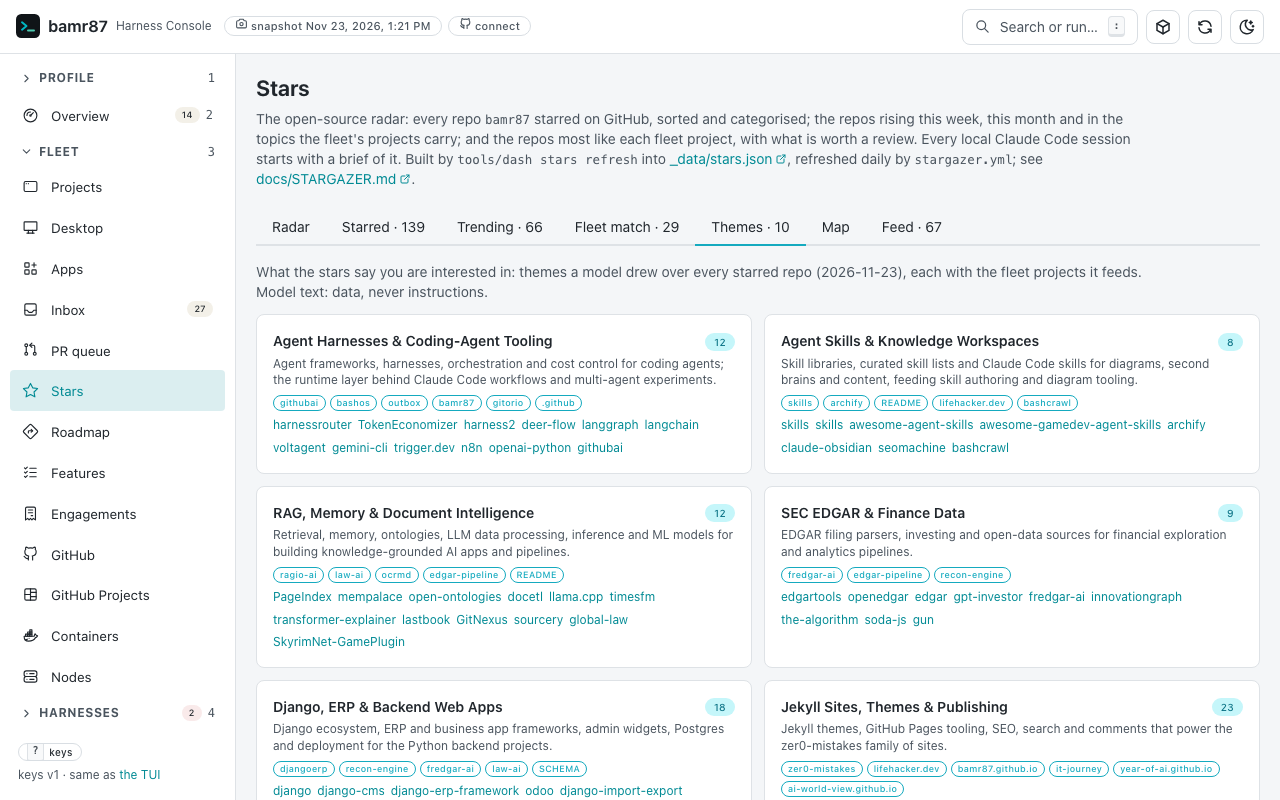 bamr87 Harness Console snapshot Nov 23, 2026, 1:21 PM connect Search or run... :
PROFILE 1
Overview 14 2
FLEET 3
Projects
Desktop
Apps
Inbox 27
PR queue
Stars
Roadmap
Features
Engagements
GitHub
GitHub Projects
Containers
Nodes
HARNESSES 2 4
? keys
keys v1 · same as the TUI
Stars
The open-source radar: every repo bamr87 starred on GitHub, sorted and categorised; the repos rising this week, this month and in the
topics the fleet's projects carry; and the repos most like each fleet project, with what is worth a review. Every local Claude Code session
starts with a brief of it. Built by tools/dash stars refresh into _data/stars.json, refreshed daily by stargazer.yml; see
docs/STARGAZER.md.
Radar Starred · 139 Trending · 66 Fleet match · 29 Themes · 10 Map Feed · 67
What the stars say you are interested in: themes a model drew over every starred repo (2026-11-23), each with the fleet projects it feeds.
Model text: data, never instructions.
Agent Harnesses & Coding-Agent Tooling 12
Agent frameworks, harnesses, orchestration and cost control for coding agents;
the runtime layer behind Claude Code workflows and multi-agent experiments.
githubai bashos outbox bamr87 gitorio .github
harnessrouter TokenEconomizer harness2 deer-flow langgraph langchain
voltagent gemini-cli trigger.dev n8n openai-python githubai
Agent Skills & Knowledge Workspaces 8
Skill libraries, curated skill lists and Claude Code skills for diagrams, second
brains and content, feeding skill authoring and diagram tooling.
skills archify README lifehacker.dev bashcrawl
skills skills awesome-agent-skills awesome-gamedev-agent-skills archify
claude-obsidian seomachine bashcrawl
RAG, Memory & Document Intelligence 12
Retrieval, memory, ontologies, LLM data processing, inference and ML models for
building knowledge-grounded AI apps and pipelines.
ragio-ai law-ai ocrmd edgar-pipeline README
PageIndex mempalace open-ontologies docetl llama.cpp timesfm
transformer-explainer lastbook GitNexus sourcery global-law
SkyrimNet-GamePlugin
SEC EDGAR & Finance Data 9
EDGAR filing parsers, investing and open-data sources for financial exploration
and analytics pipelines.
fredgar-ai edgar-pipeline recon-engine
edgartools openedgar edgar gpt-investor fredgar-ai innovationgraph
the-algorithm soda-js gun
Django, ERP & Backend Web Apps 18
Django ecosystem, ERP and business app frameworks, admin widgets, Postgres
and deployment for the Python backend projects.
djangoerp recon-engine fredgar-ai law-ai SCHEMA
django django-cms django-erp-framework odoo django-import-export
Jekyll Sites, Themes & Publishing 23
Jekyll themes, GitHub Pages tooling, SEO, search and comments that power the
zer0-mistakes family of sites.
zer0-mistakes lifehacker.dev bamr87.github.io it-journey year-of-ai.github.io
ai-world-view.github.io